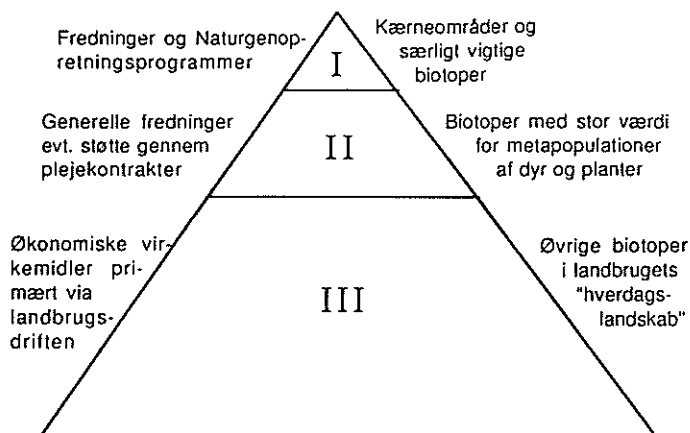 Fredninger og Naturgenop-
retningsprogrammer
I
Kærneområder og
særligt vigtige
biotoper
Generelle fredninger
evt. støtte gennem
plejekontrakter
II
Biotoper med stor værdi
for metapopulationer
af dyr og planter
Økonomiske vir-
kemidler pri-
mært via
landbrugs-
driften
III
Øvrige biotoper
i landbrugets
"hverdags-
landskab"